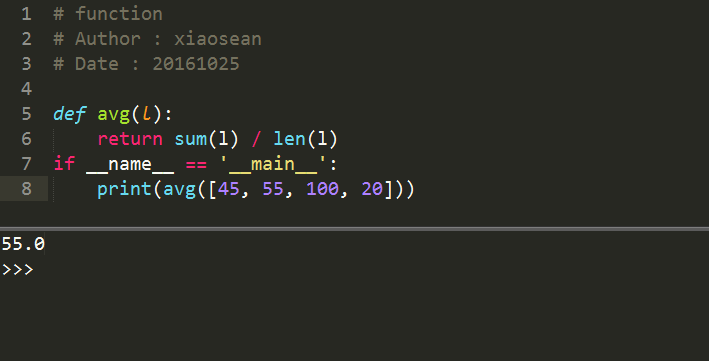 1 # function
2 # Author : xiaosean
3 # Date : 20161025
4
5 def avg(l):
6     return sum(l) / len(l)
7 if __name__ == '__main__':
8     print(avg([45, 55, 100, 20]))
55.0
>>>